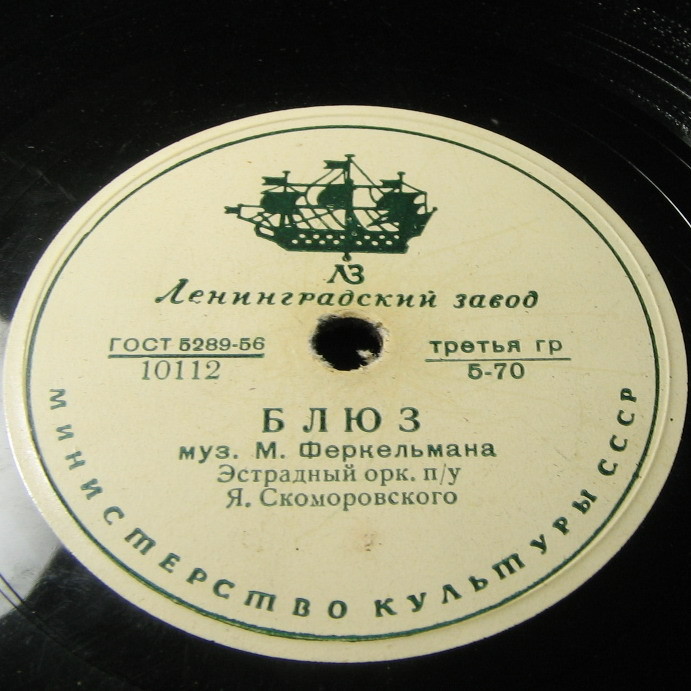 ЛЗ
Ленинградский завод
ГОСТ 5289-56
10112
третья гр
5-70
БЛЮЗ
муз. М. Феркельмана
Эстрадный орк. п/у
Я. Скоморовского
МИНИСТЕРСТВО КУЛЬТУРЫ СССР